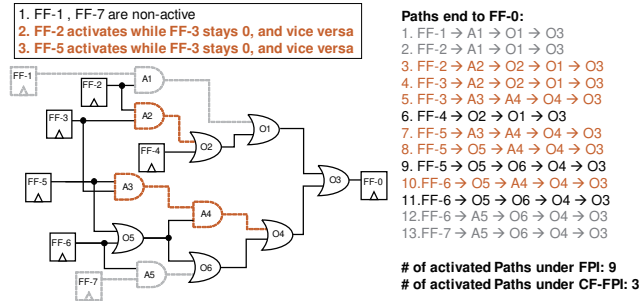 1. FF-1 , FF-7 are non-active
2. FF-2 activates while FF-3 stays 0, and vice versa
3. FF-5 activates while FF-3 stays 0, and vice versa
FF-1
A1
FF-2
A2
FF-3
O1
FF-4
O2
O3
FF-0
FF-5
A3
A4
O4
O5
FF-6
A5
O6
FF-7
Paths end to FF-0:
1. FF-1 → A1 → O1 → O3
2. FF-2 → A1 → O1 → O3
3. FF-2 → A2 → O2 → O1 → O3
4. FF-3 → A2 → O2 → O1 → O3
5. FF-3 → A3 → A4 → O4 → O3
6. FF-4 → O2 → O1 → O3
7. FF-5 → A3 → A4 → O4 → O3
8. FF-5 → O5 → A4 → O4 → O3
9. FF-5 → O5 → O6 → O4 → O3
10. FF-6 → O5 → A4 → O4 → O3
11. FF-6 → O5 → O6 → O4 → O3
12. FF-6 → A5 → O6 → O4 → O3
13. FF-7 → A5 → O6 → O4 → O3
# of activated Paths under FPI: 9
# of activated Paths under CF-FPI: 3